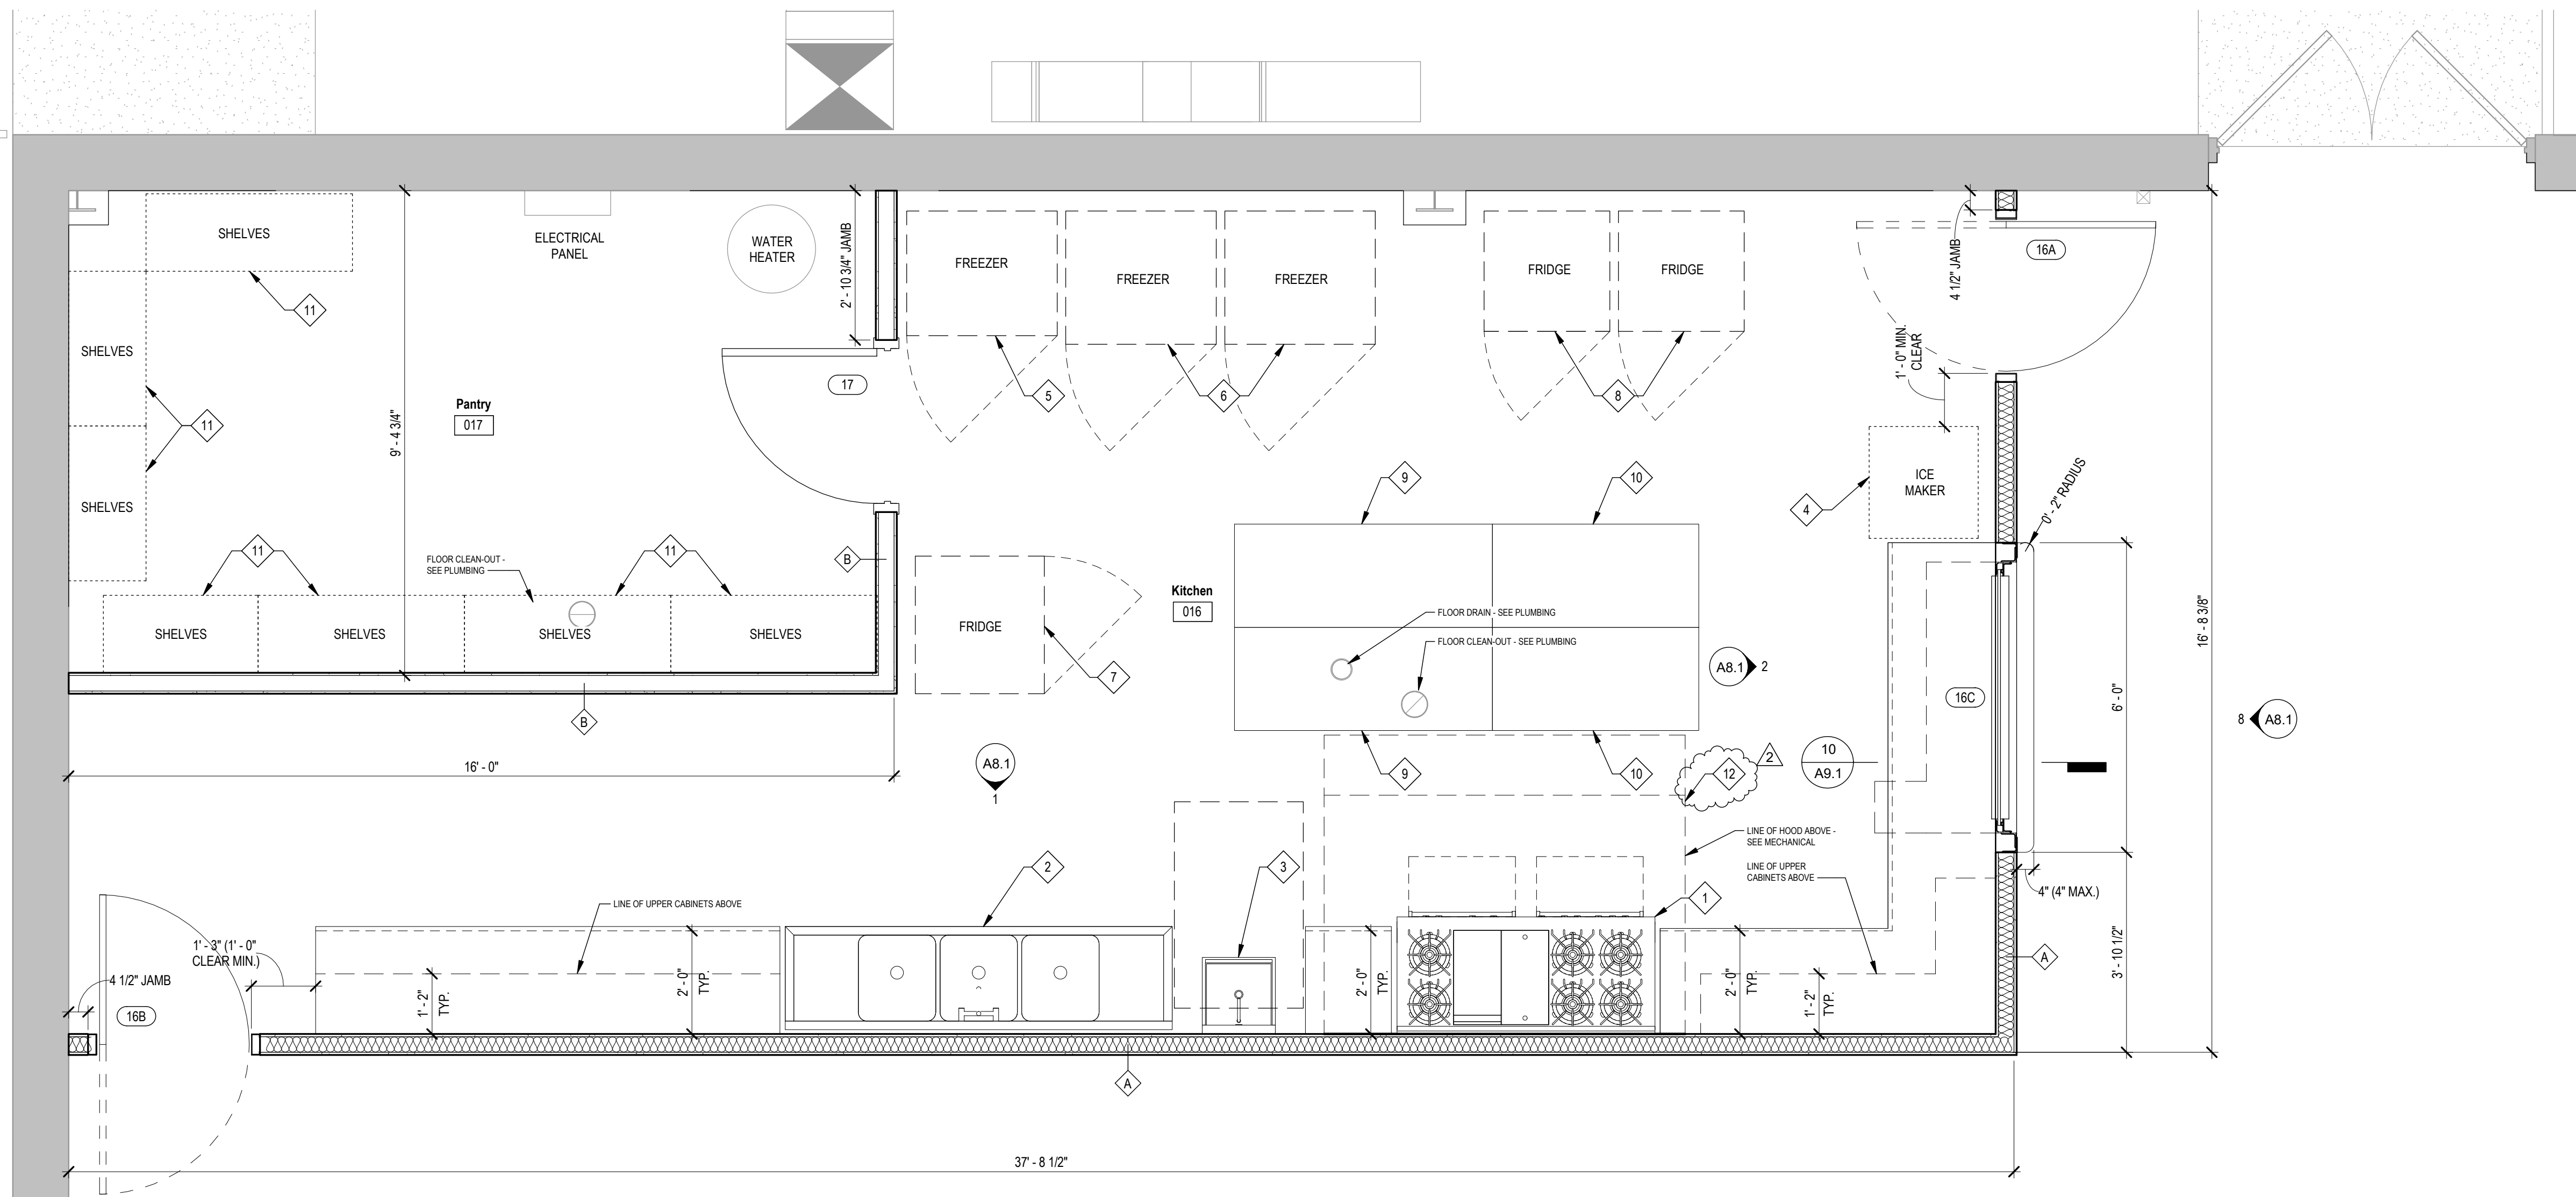 SHELVES
ELECTRICAL
PANEL
WATER
HEATER
2' - 10 3/4" JAMB
FREEZER
FREEZER
FREEZER
FRIDGE
FRIDGE
4 1/2" JAMB
16A
11
SHELVES
1' - 0" MIN.
CLEAR
17
5
6
8
Pantry
017
9' - 4 3/4"
11
SHELVES
9
10
ICE
MAKER
4
0' - 2" RADIUS
11
11
FLOOR CLEAN-OUT -
SEE PLUMBING
B
Kitchen
016
FLOOR DRAIN - SEE PLUMBING
FLOOR CLEAN-OUT - SEE PLUMBING
SHELVES
SHELVES
SHELVES
SHELVES
FRIDGE
7
A8.1
2
16C
6' - 0"
16' - 8 3/8"
8
A8.1
B
16' - 0"
A8.1
1
9
10
12
2
10
A9.1
LINE OF HOOD ABOVE -
SEE MECHANICAL
LINE OF UPPER
CABINETS ABOVE
2
3
1
4" (4" MAX.)
LINE OF UPPER CABINETS ABOVE
1' - 3" (1' - 0"
CLEAR MIN.)
4 1/2" JAMB
16B
1' - 2"
TYP.
2' - 0"
TYP.
2' - 0"
TYP.
2' - 0"
TYP.
1' - 2"
TYP.
A
3' - 10 1/2"
A
37' - 8 1/2"